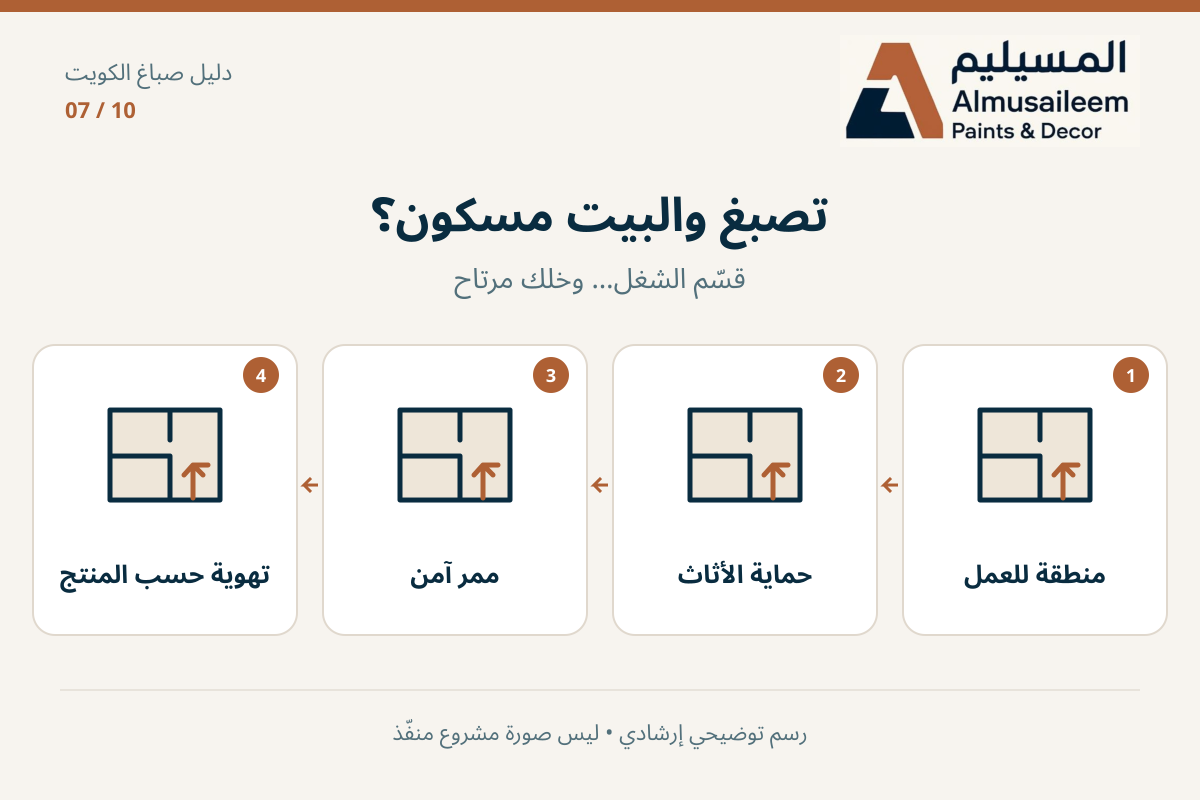 المسيليم
Almusaileem
Paints & Decor
دليل صباغ الكويت
07 / 10
تصبغ والبيت مسكون؟
قسّم الشغل... وخلك مرتاح
1
منطقة للعمل
2
حماية الأثاث
3
ممر آمن
4
تهوية حسب المنتج
رسم توضيحي إرشادي • ليس صورة مشروع منفّذ